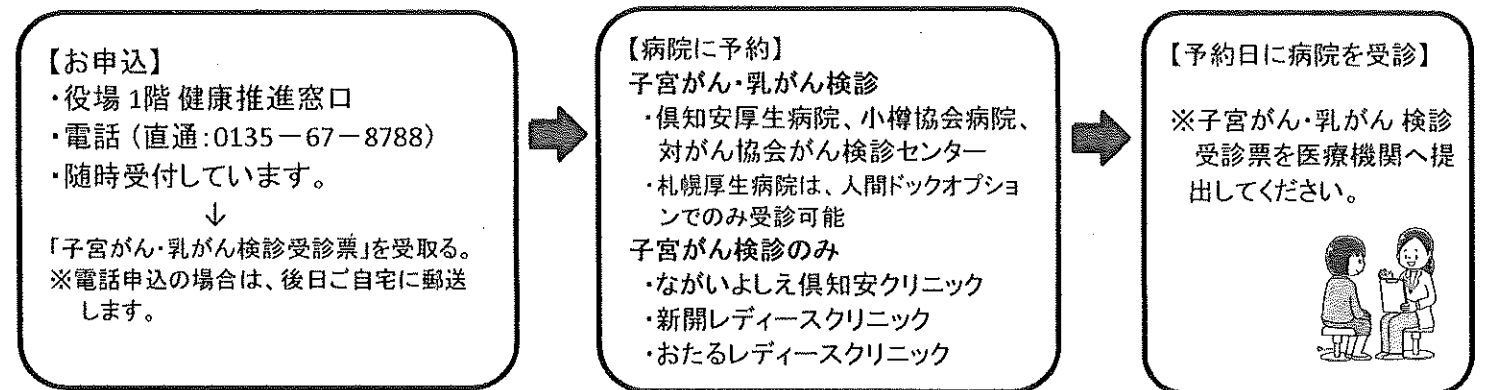 【お申込】
・役場 1階 健康推進窓口
・電話（直通:0135－67－8788）
・随時受付しています。
↓
「子宮がん・乳がん検診受診票」を受取る。
※電話申込の場合は、後日ご自宅に郵送
します。
【病院に予約】
子宮がん・乳がん検診
・倶知安厚生病院、小樽協会病院、
対がん協会がん検診センター
・札幌厚生病院は、人間ドックオプショ
ンでのみ受診可能
子宮がん検診のみ
・ながいよしえ倶知安クリニック
・新開レディースクリニック
・おたるレディースクリニック
【予約日に病院を受診】
※子宮がん・乳がん 検診
受診票を医療機関へ提
出してください。